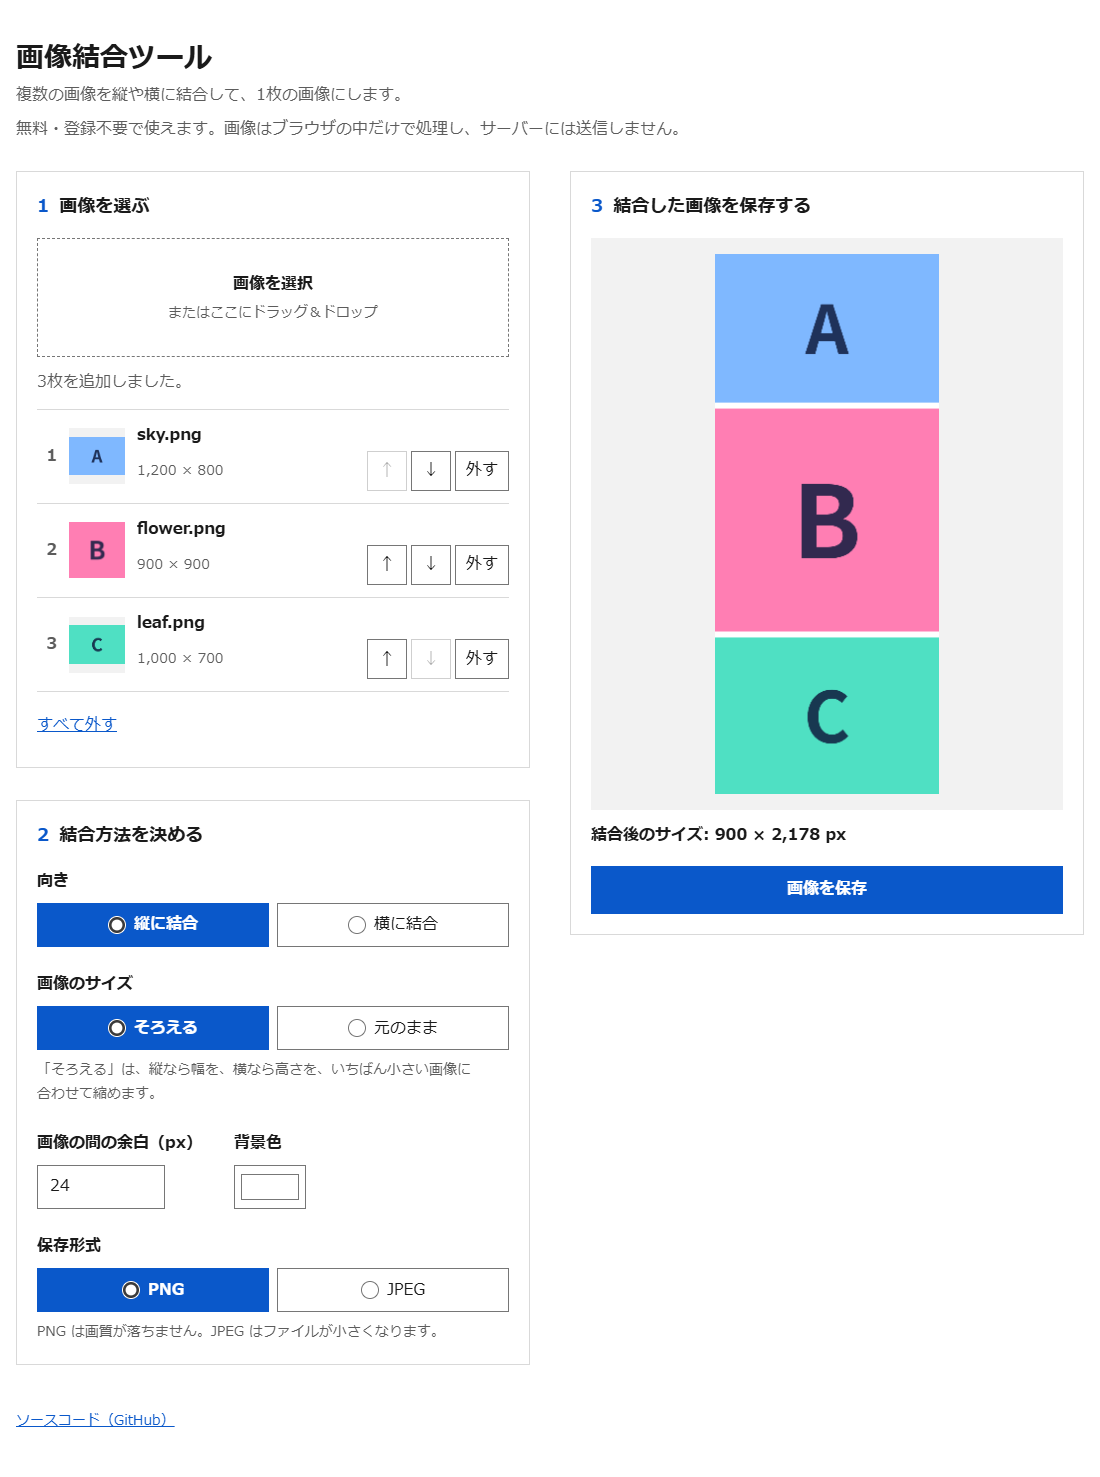 画像結合ツール
複数の画像を縦や横に結合して、1枚の画像にします。
無料・登録不要で使えます。画像はブラウザの中だけで処理し、サーバーには送信しません。
1 画像を選ぶ
画像を選択
またはここにドラッグ＆ドロップ
3枚を追加しました。
1 A sky.png
1,200 × 800
↑ ↓ 外す
2 B flower.png
900 × 900
↑ ↓ 外す
3 C leaf.png
1,000 × 700
↑ ↓ 外す
すべて外す
2 結合方法を決める
向き
縦に結合 横に結合
画像のサイズ
そろえる 元のまま
「そろえる」は、縦なら幅を、横なら高さを、いちばん小さい画像に
合わせて縮めます。
画像の間の余白（px） 背景色
24
保存形式
PNG JPEG
PNG は画質が落ちません。JPEG はファイルが小さくなります。
3 結合した画像を保存する
A
B
C
結合後のサイズ: 900 × 2,178 px
画像を保存
ソースコード（GitHub）